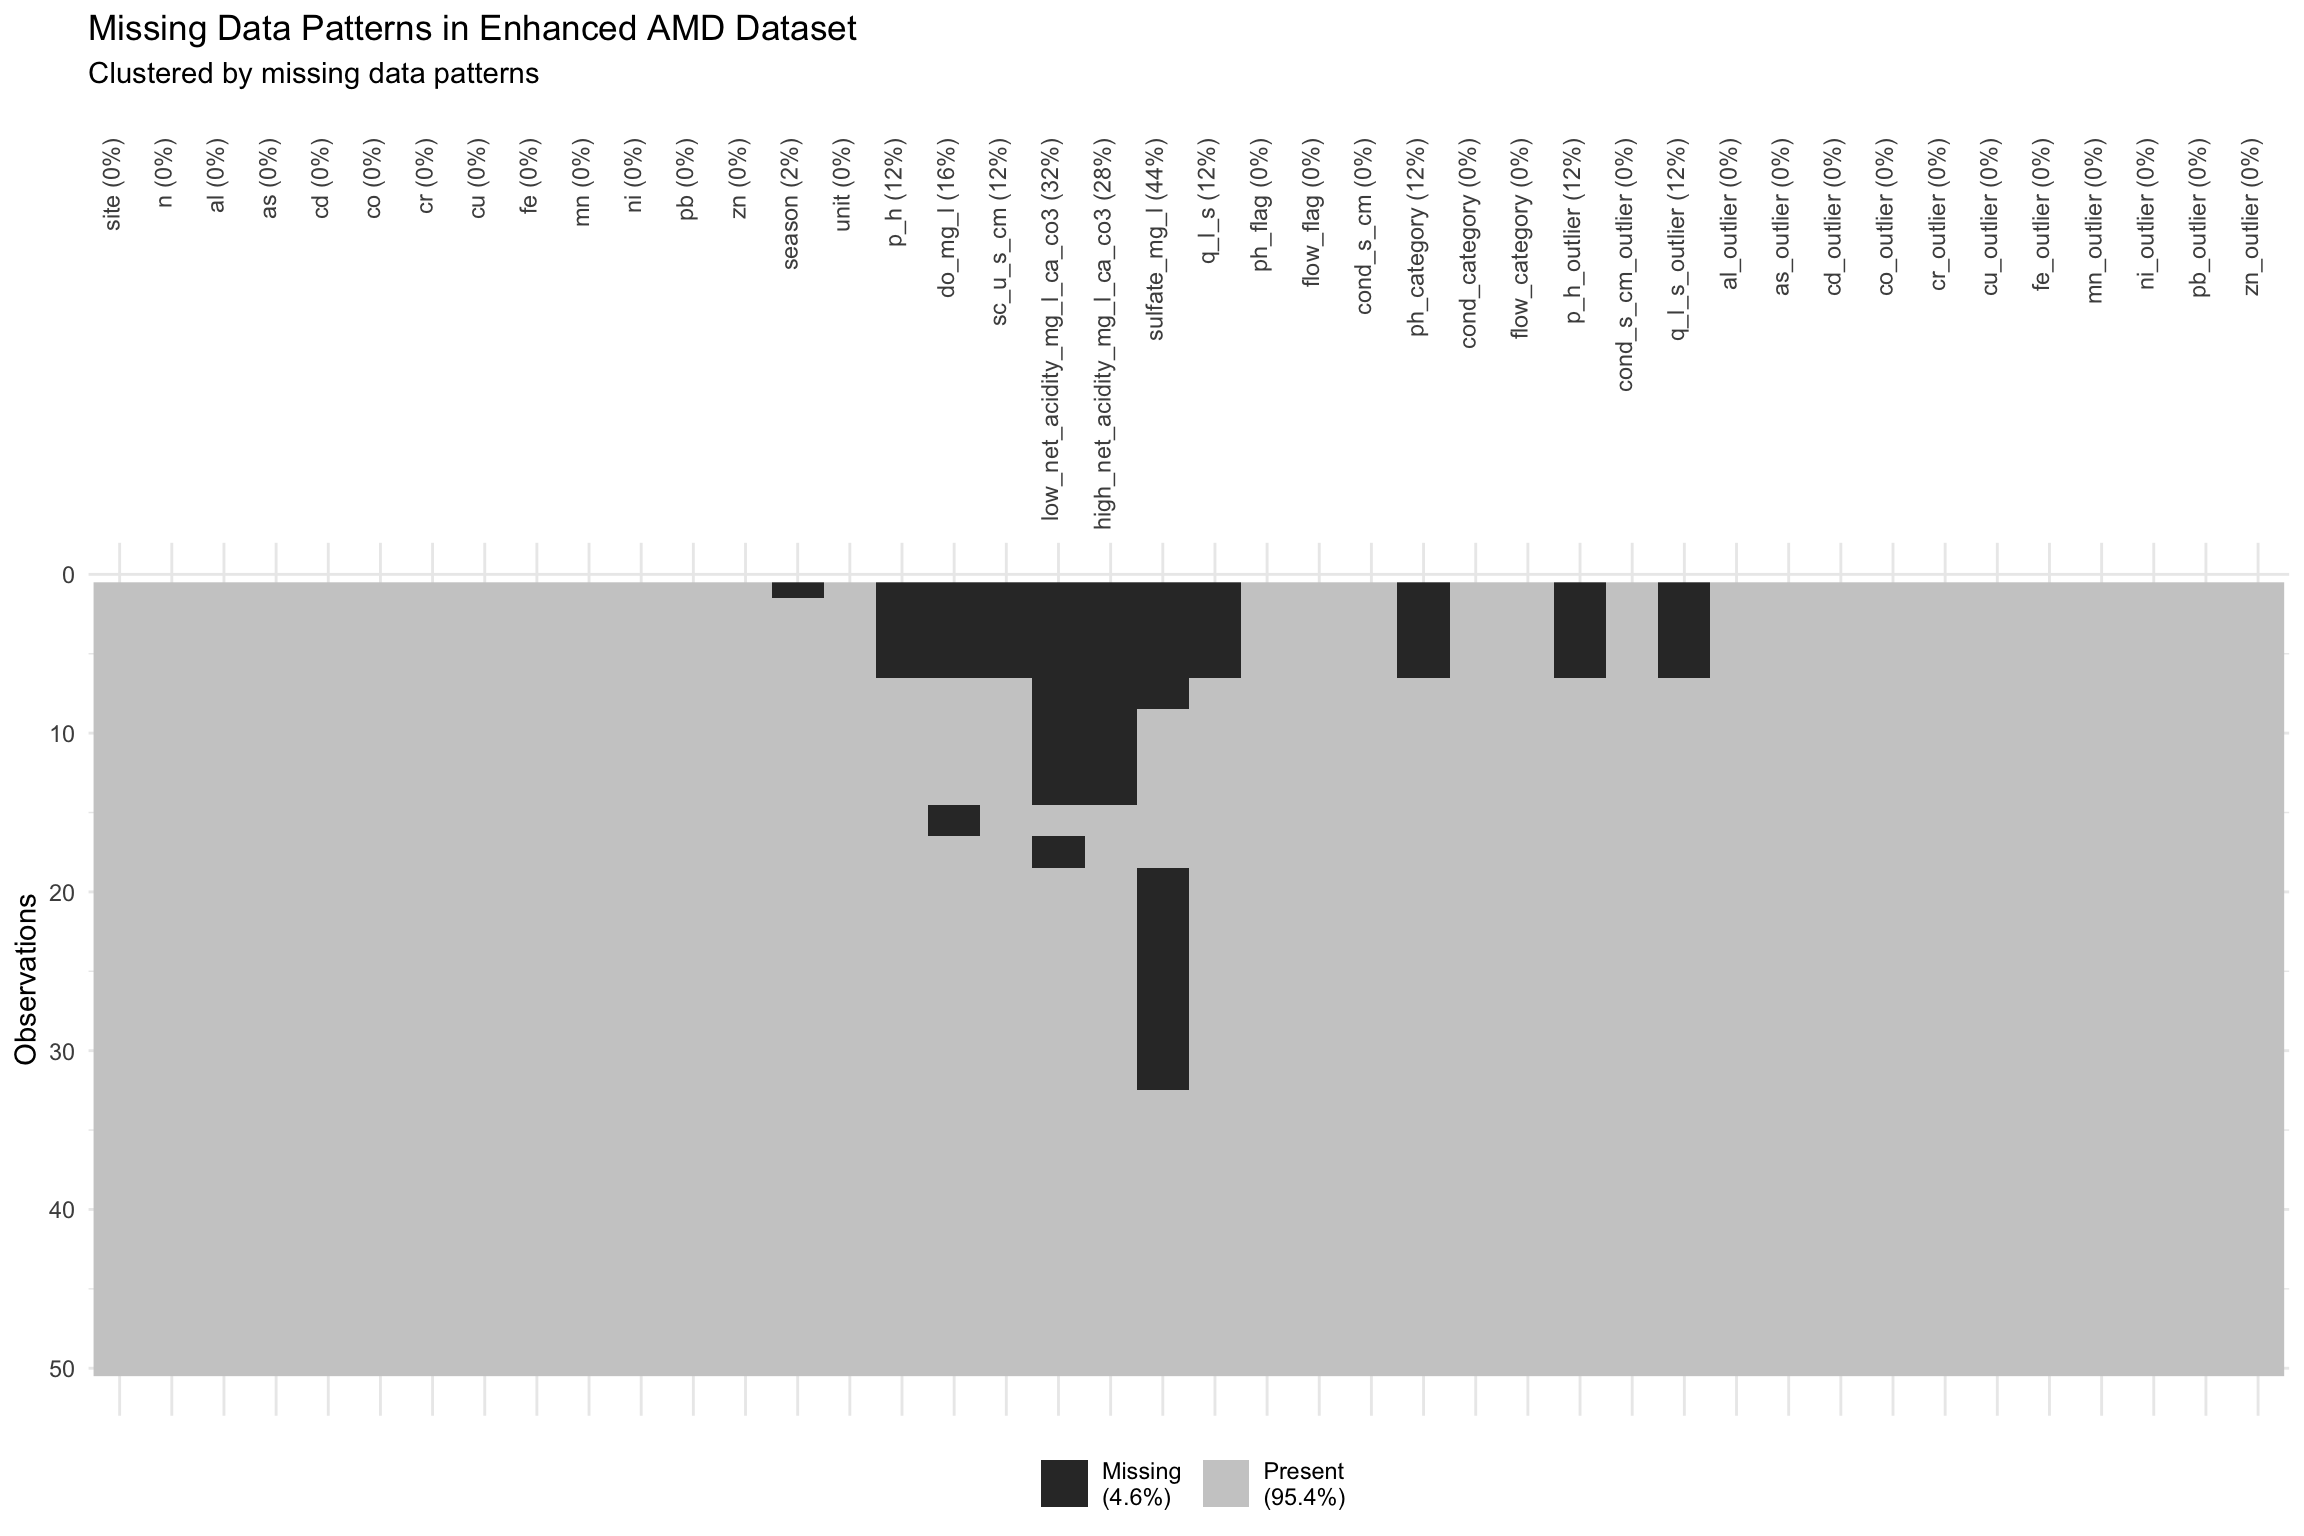 Missing Data Patterns in Enhanced AMD Dataset
Clustered by missing data patterns
site (0%)
n (0%)
al (0%)
as (0%)
cd (0%)
co (0%)
cr (0%)
cu (0%)
fe (0%)
mn (0%)
ni (0%)
pb (0%)
zn (0%)
season (2%)
unit (0%)
p_h (12%)
do_mg_l (16%)
sc_u_s_cm (12%)
low_net_acidity_mg_l_ca_co3 (32%)
high_net_acidity_mg_l_ca_co3 (28%)
sulfate_mg_l (44%)
q_l_s (12%)
ph_flag (0%)
flow_flag (0%)
cond_s_cm (0%)
ph_category (12%)
cond_category (0%)
flow_category (0%)
p_h_outlier (12%)
cond_s_cm_outlier (0%)
q_l_s_outlier (12%)
al_outlier (0%)
as_outlier (0%)
cd_outlier (0%)
co_outlier (0%)
cr_outlier (0%)
cu_outlier (0%)
fe_outlier (0%)
mn_outlier (0%)
ni_outlier (0%)
pb_outlier (0%)
zn_outlier (0%)
0
10
20
30
40
50
Observations
Missing
(4.6%)
Present
(95.4%)